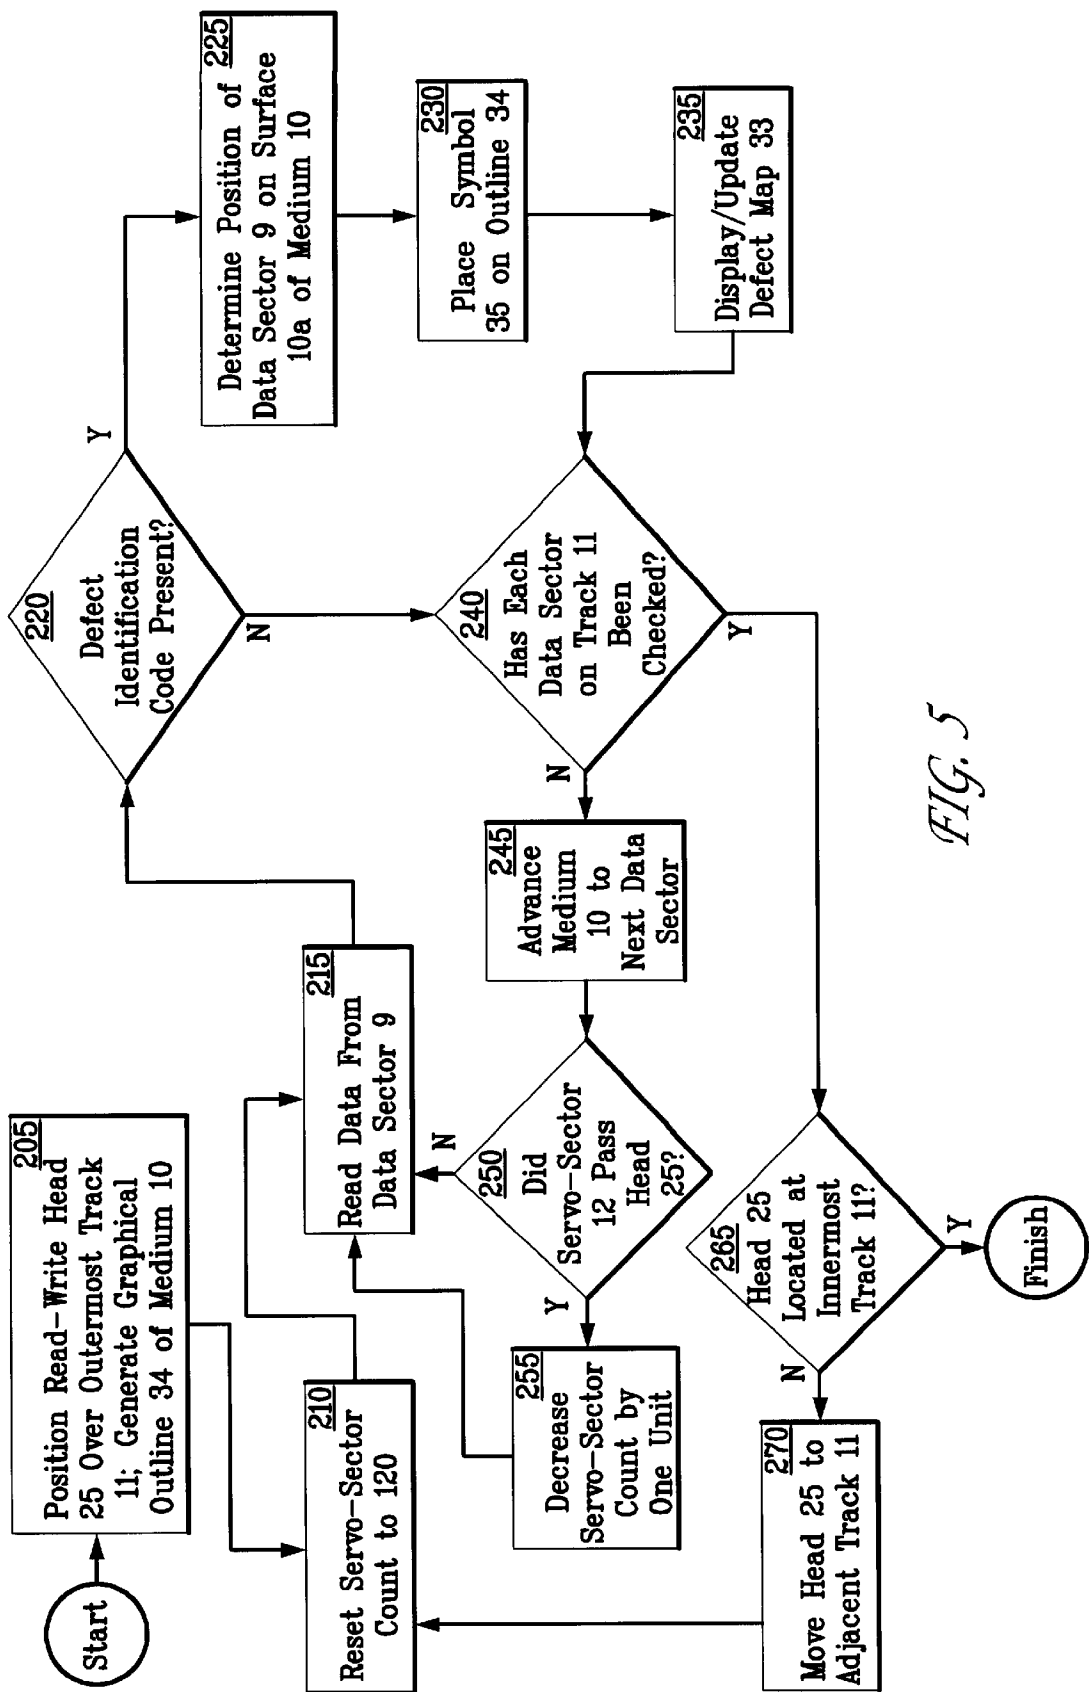 Start
205
Position Read-Write Head
25 Over Outermost Track
11; Generate Graphical
Outline 34 of Medium 10
210
Reset Servo-Sector
Count to 120
215
Read Data From
Data Sector 9
220
Defect
Identification
Code Present?
Y
N
225
Determine Position of
Data Sector 9 on Surface
10a of Medium 10
230
Place Symbol
35 on Outline 34
235
Display/Update
Defect Map 33
240
Has Each
Data Sector
on Track 11
Been
Checked?
N
Y
245
Advance
Medium
10 to
Next Data
Sector
250
Did
Servo-Sector
12 Pass
Head
25?
N
Y
255
Decrease
Servo-Sector
Count by
One Unit
265
Head 25
Located at
Innermost
Track 11?
N
Y
270
Move Head 25 to
Adjacent Track 11
Finish
FIG. 5